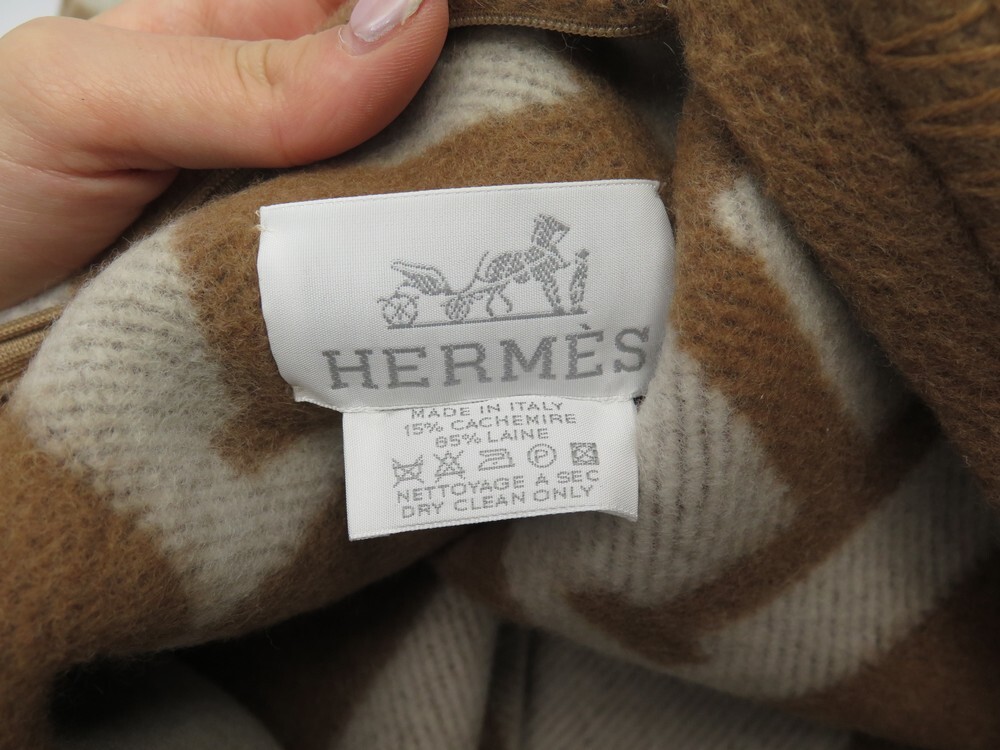 HERMÈS
MADE IN ITALY
15% CACHEMIRE
85% LAINE
P
NETTOYAGE A SEC
DRY CLEAN ONLY